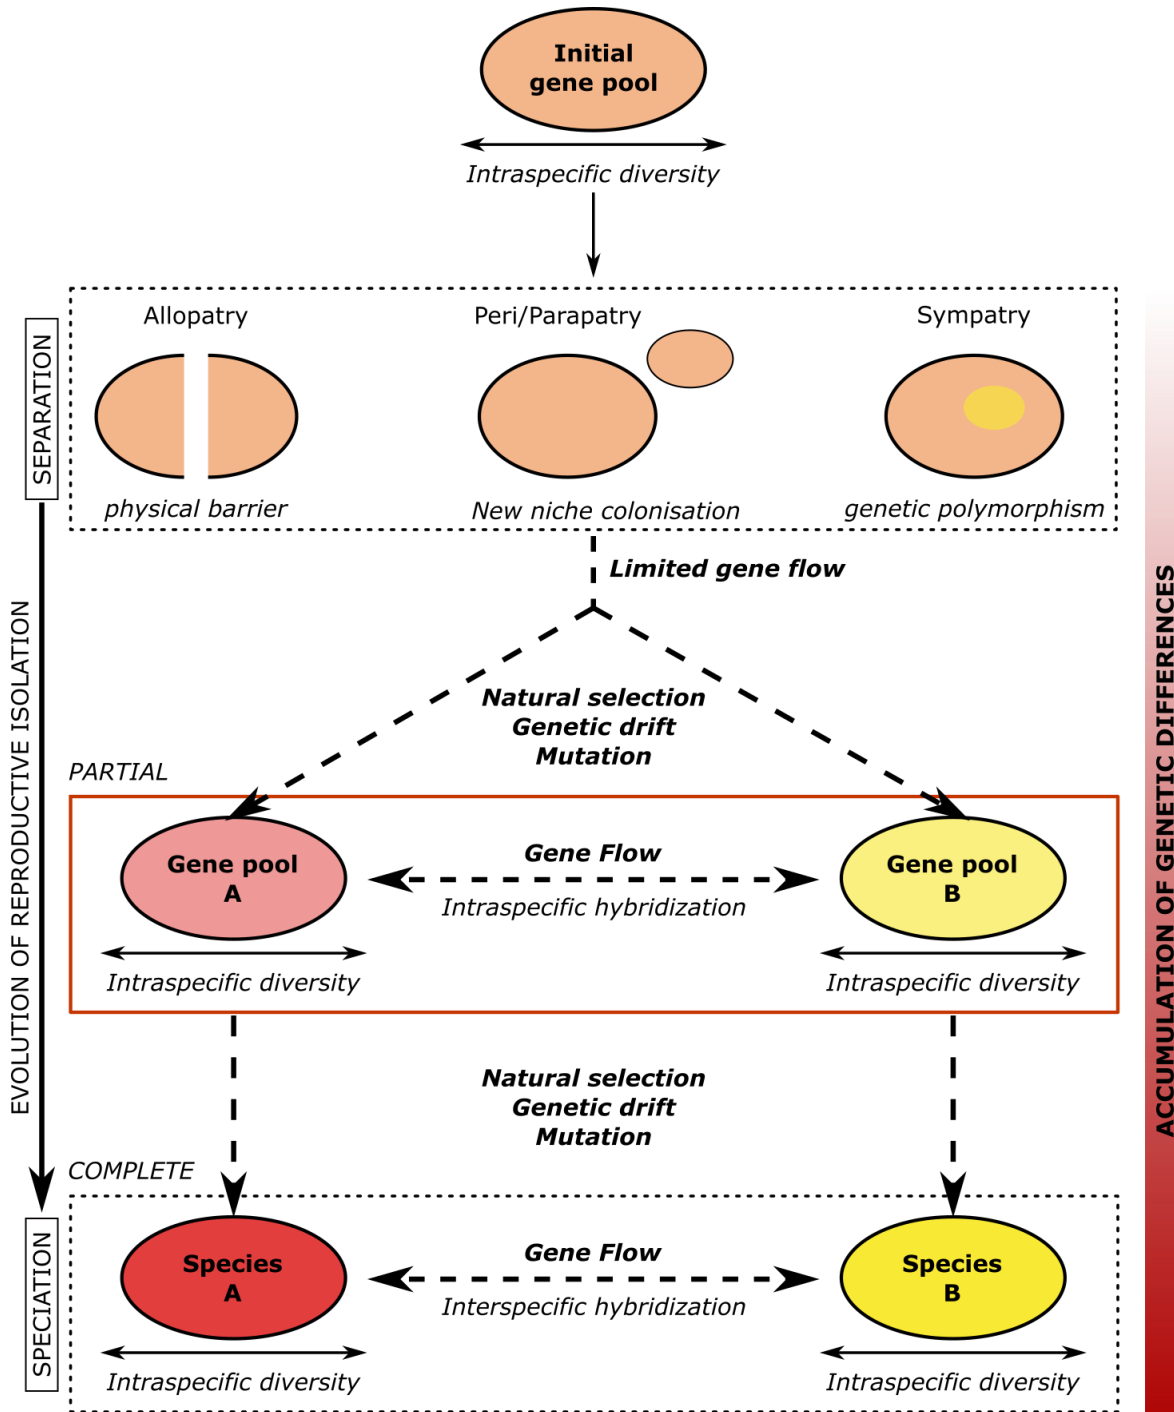 Initial
gene pool
Intraspecific diversity
SEPARATION
Allopatry
Peri/Parapatry
Sympatry
physical barrier
New niche colonisation
genetic polymorphism
Limited gene flow
EVOLUTION OF REPRODUCTIVE ISOLATION
ACCUMULATION OF GENETIC DIFFERENCES
Natural selection
Genetic drift
Mutation
PARTIAL
Gene pool
A
Gene Flow
Intraspecific hybridization
Gene pool
B
Intraspecific diversity
Intraspecific diversity
Natural selection
Genetic drift
Mutation
COMPLETE
SPECIATION
Species
A
Gene Flow
Interspecific hybridization
Species
B
Intraspecific diversity
Intraspecific diversity